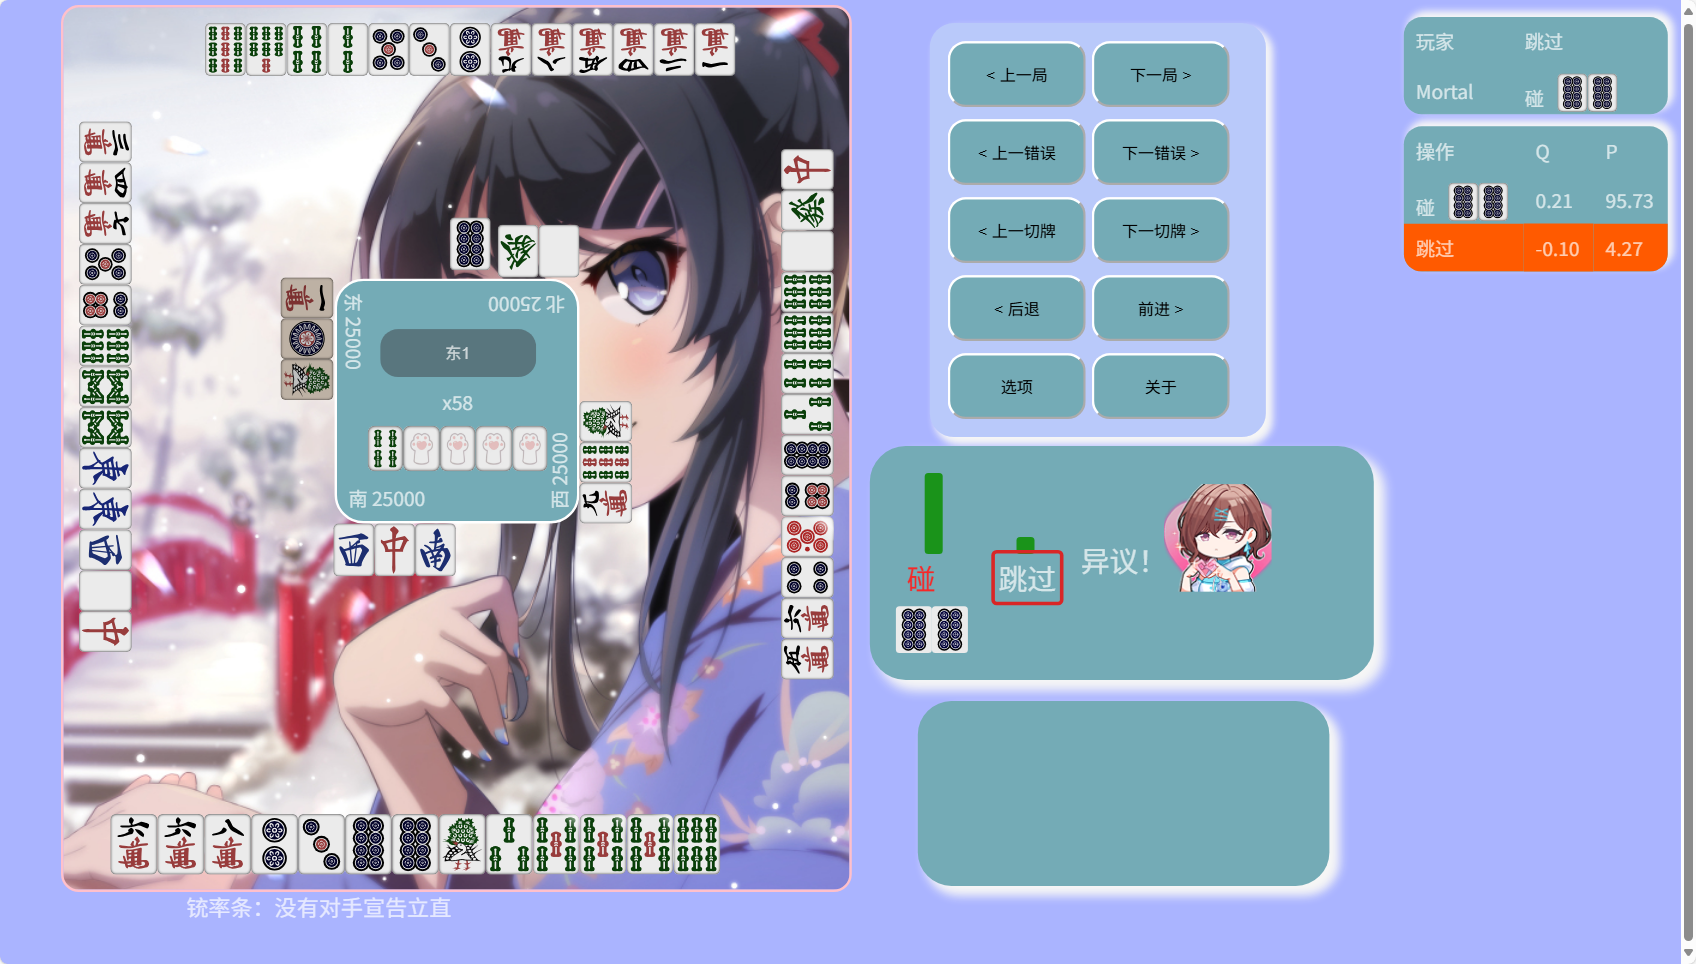 < 上一局
下一局 >
< 上一错误
下一错误 >
< 上一切牌
下一切牌 >
< 后退
前进 >
选项
关于
玩家
跳过
Mortal
碰
操作
Q
P
碰
0.21
95.73
跳过
-0.10
4.27
北 25000
东 25000
东1
x58
南 25000
西 25000
碰
跳过
异议!
铳率条：没有对手宣告立直